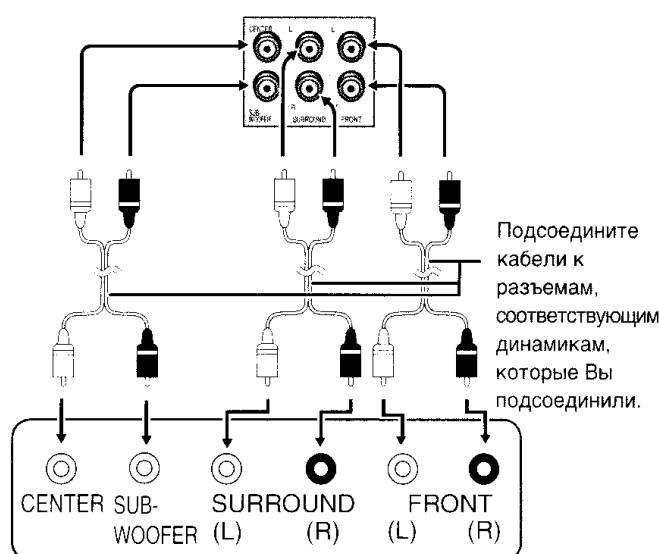 CENTER L L
SUB-
WOOFER R SURROUND FRONT
Подсоедините
кабели к
разъемам,
соответствующим
динамикам,
которые Вы
подсоединили.
CENTER SUB- SURROUND FRONT
WOOFER (L) (R) (L) (R)